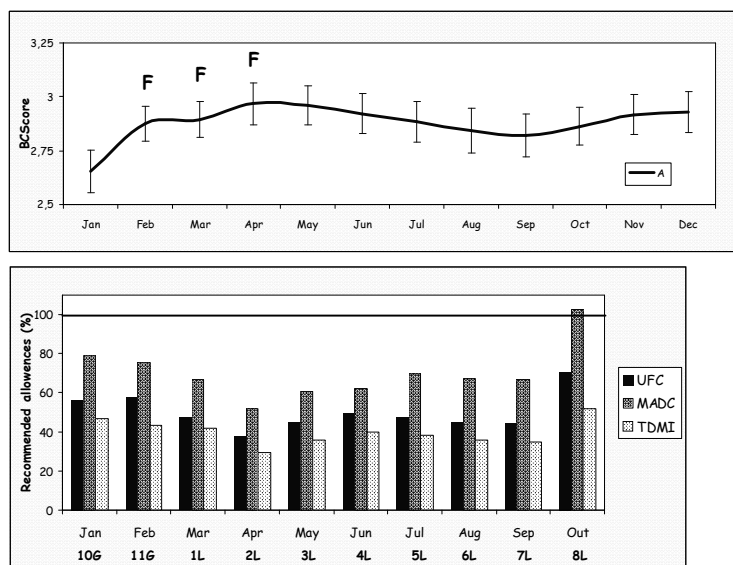 3,25
F F F
3
BCScore
2,75
A
2,5
Jan Feb Mar Apr May Jun Jul Aug Sep Oct Nov Dec
Recommended allowences (%)
100
80
60
40
20
0
UFC
MADC
TDMI
Jan Feb Mar Apr May Jun Jul Aug Sep Out
10G 11G 1L 2L 3L 4L 5L 6L 7L 8L